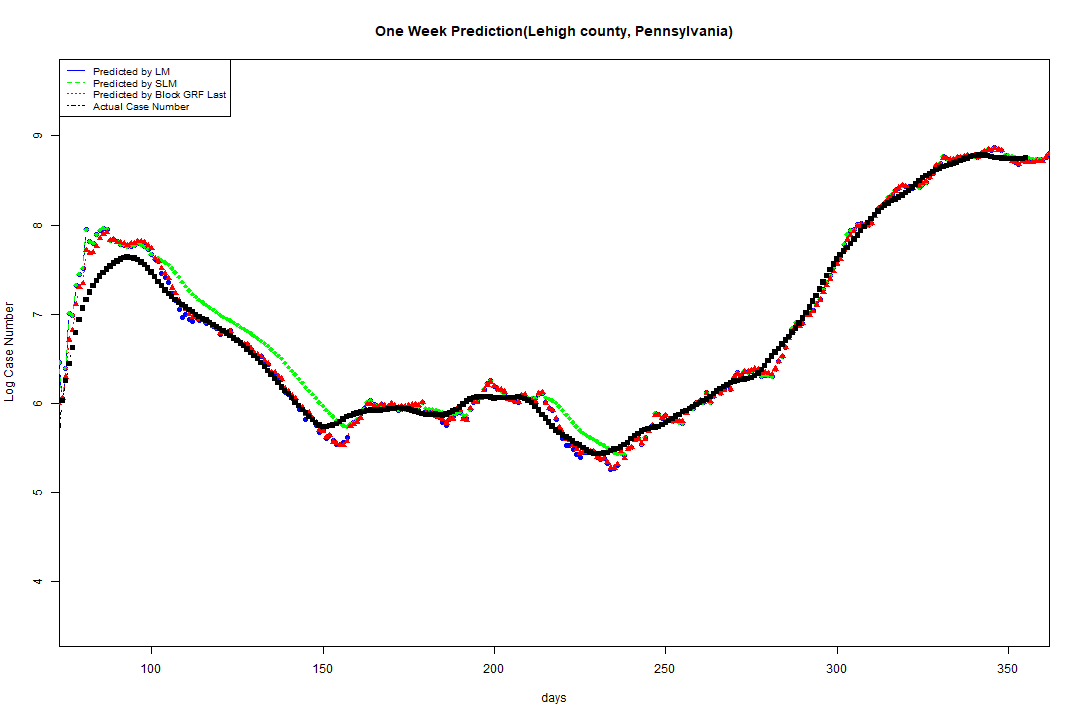 One Week Prediction(Lehigh county, Pennsylvania)
Predicted by LM
Predicted by SLM
Predicted by Block GRF Last
Actual Case Number
9
8
7
6
5
4
Log Case Number
100 150 200 250 300 350
days